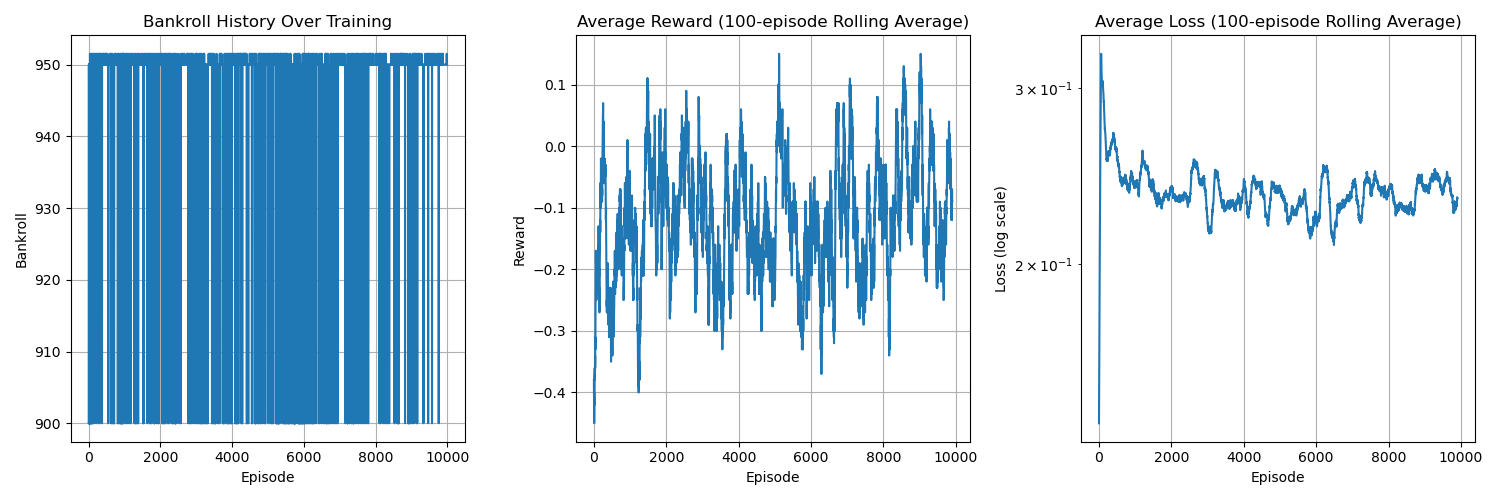 Bankroll History Over Training
950
940
930
920
910
900
Bankroll
0
2000
4000
6000
8000
10000
Episode
Average Reward (100-episode Rolling Average)
0.1
0.0
−0.1
−0.2
−0.3
−0.4
Reward
0
2000
4000
6000
8000
10000
Episode
Average Loss (100-episode Rolling Average)
3 × 10⁻¹
2 × 10⁻¹
Loss (log scale)
0
2000
4000
6000
8000
10000
Episode